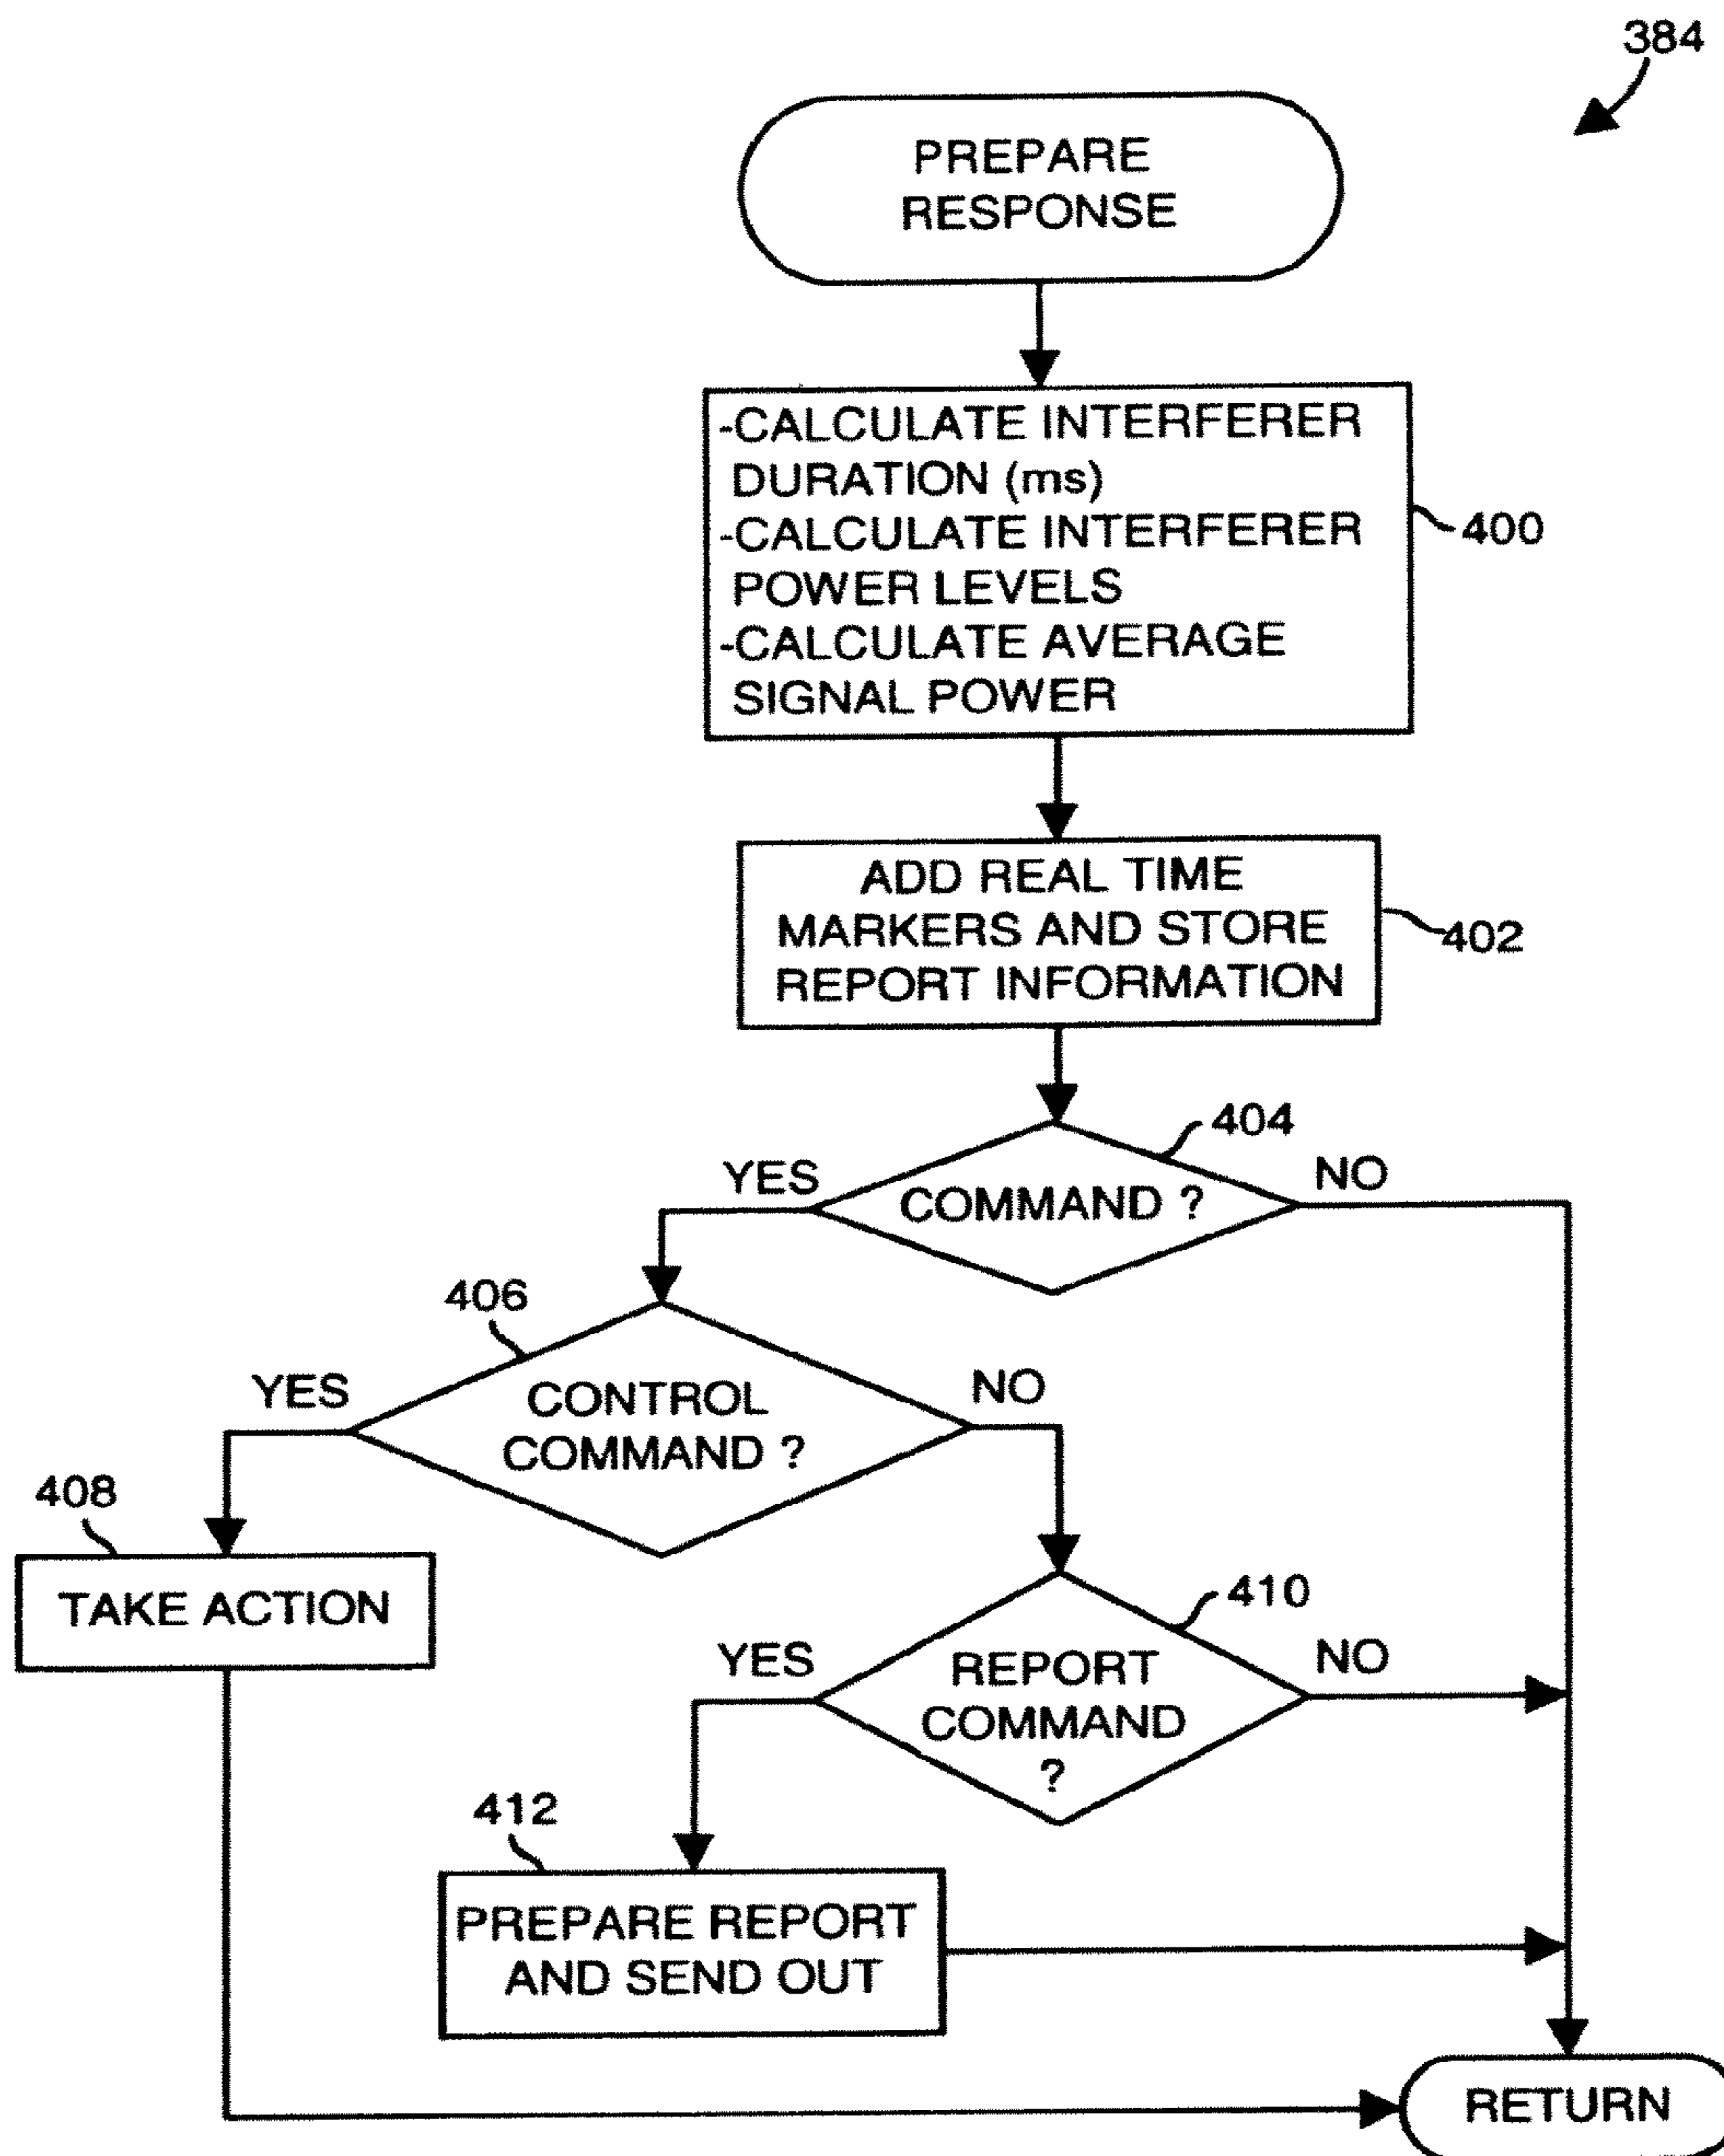 384
PREPARE
RESPONSE
-CALCULATE INTERFERER
DURATION (ms)
-CALCULATE INTERFERER
POWER LEVELS
-CALCULATE AVERAGE
SIGNAL POWER
400
ADD REAL TIME
MARKERS AND STORE
REPORT INFORMATION
402
404
YES
COMMAND ?
NO
406
YES
CONTROL
COMMAND ?
NO
408
TAKE ACTION
410
YES
REPORT
COMMAND
?
NO
412
PREPARE REPORT
AND SEND OUT
RETURN